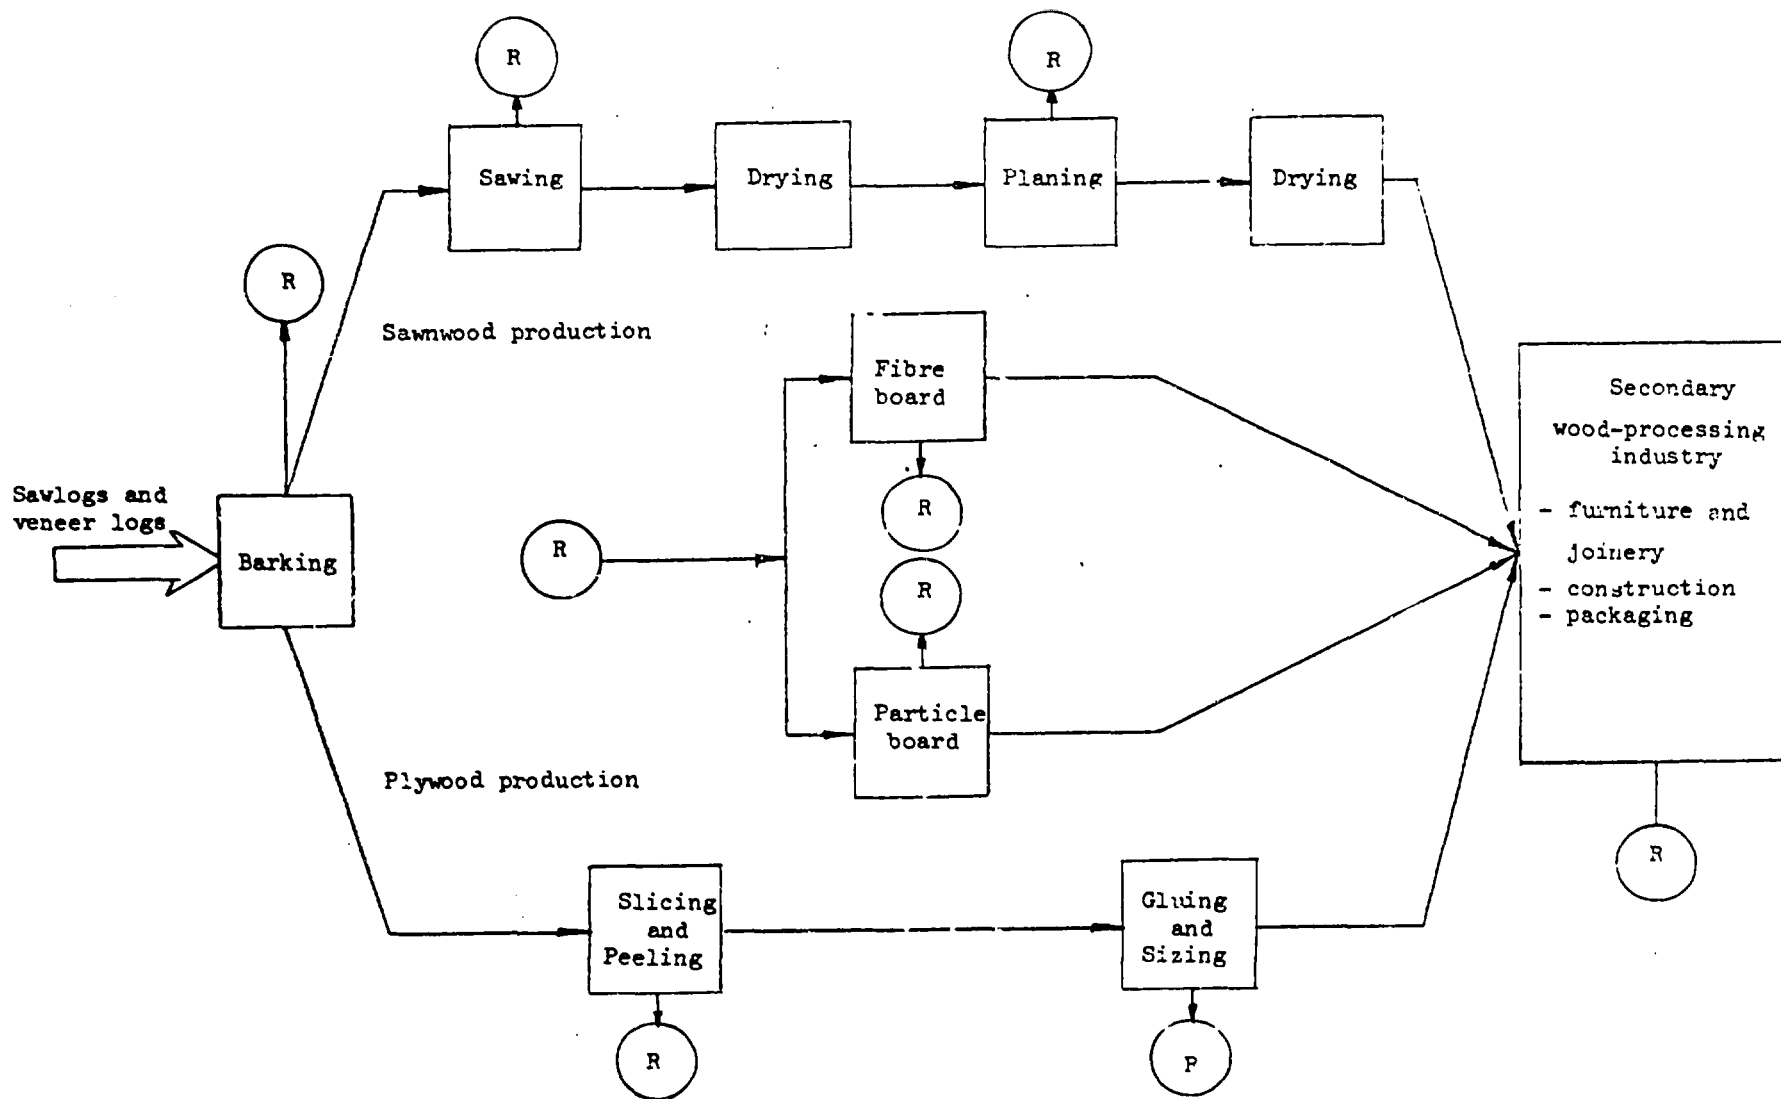 R
R
Sawing
Drying
Planing
Drying
R
Sawnwood production
Fibre
board
Secondary
wood-processing
industry
- furniture and
joinery
- construction
- packaging
Sawlogs and
veneer logs
Barking
R
R
R
Particle
board
Plywood production
R
Slicing
and
Peeling
Gluing
and
Sizing
R
P